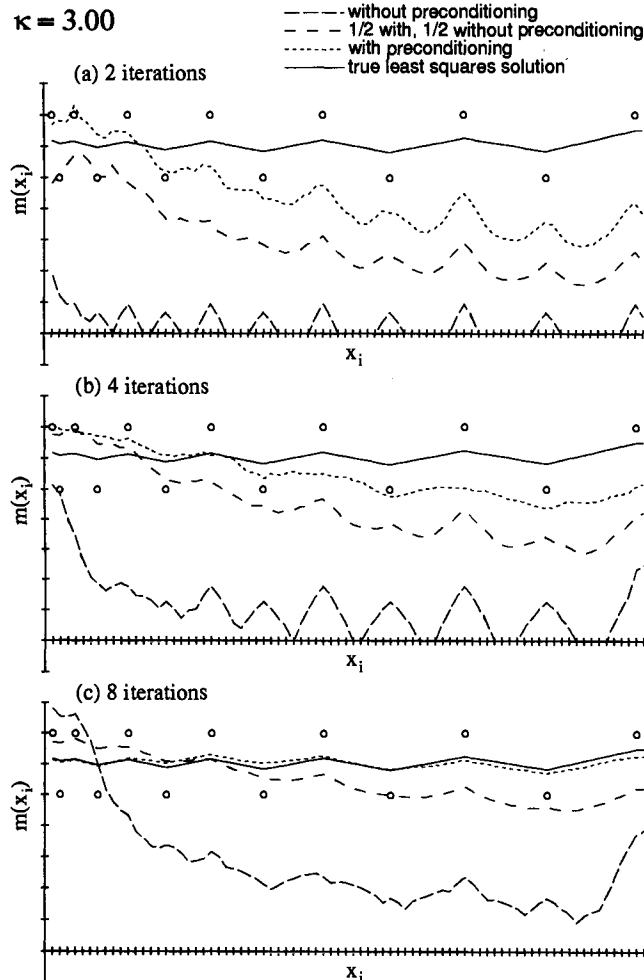 κ = 3.00
without preconditioning
1/2 with, 1/2 without preconditioning
with preconditioning
true least squares solution
(a) 2 iterations
m(xᵢ)
xᵢ
(b) 4 iterations
m(xᵢ)
xᵢ
(c) 8 iterations
m(xᵢ)
xᵢ